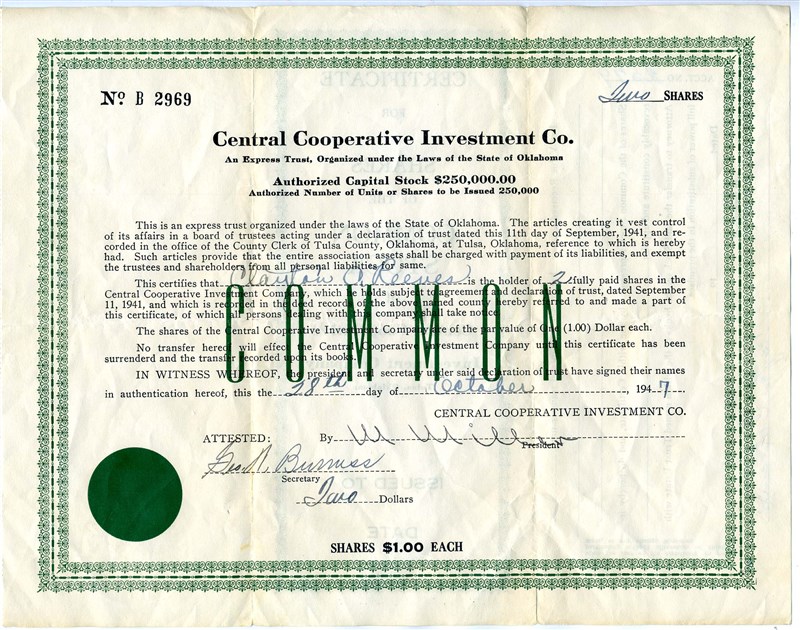 No. B 2969
Two SHARES
Central Cooperative Investment Co.
An Express Trust, Organized under the Laws of the State of Oklahoma
Authorized Capital Stock $250,000.00
Authorized Number of Units or Shares to be Issued 250,000
This is an express trust organized under the laws of the State of Oklahoma. The articles creating it vest control
of its affairs in a board of trustees acting under a declaration of trust dated this 11th day of September, 1941, and re-
corded in the office of the County Clerk of Tulsa County, Oklahoma, at Tulsa, Oklahoma, reference to which is hereby
had. Such articles provide that the entire association assets shall be charged with payment of its liabilities, and exempt
the trustees and shareholders from all personal liabilities for same.
This certifies that Clayton O. Reeves is the holder of 2 fully paid shares in the
Central Cooperative Investment Company, which he holds subject to agreement and declaration of trust, dated September
11, 1941, and which is recorded in the deed records in the above named county hereby referred to and made a part of
this certificate, of which all persons dealing with this company shall take note.
The shares of the Central Cooperative Investment Company are of the par value of One (1.00) Dollar each.
No transfer hereof will effect the Central Cooperative Investment Company until this certificate has been
surrenderd and the transfer recorded upon its books.
COMMON
IN WITNESS WHEREOF, the president and secretary under said declaration of trust have signed their names
in authentication hereof, this the 28th day of October, 1947.
CENTRAL COOPERATIVE INVESTMENT CO.
ATTESTED: By M Miller
President
Geo. R. Burness
Secretary
Two Dollars
SHARES $1.00 EACH